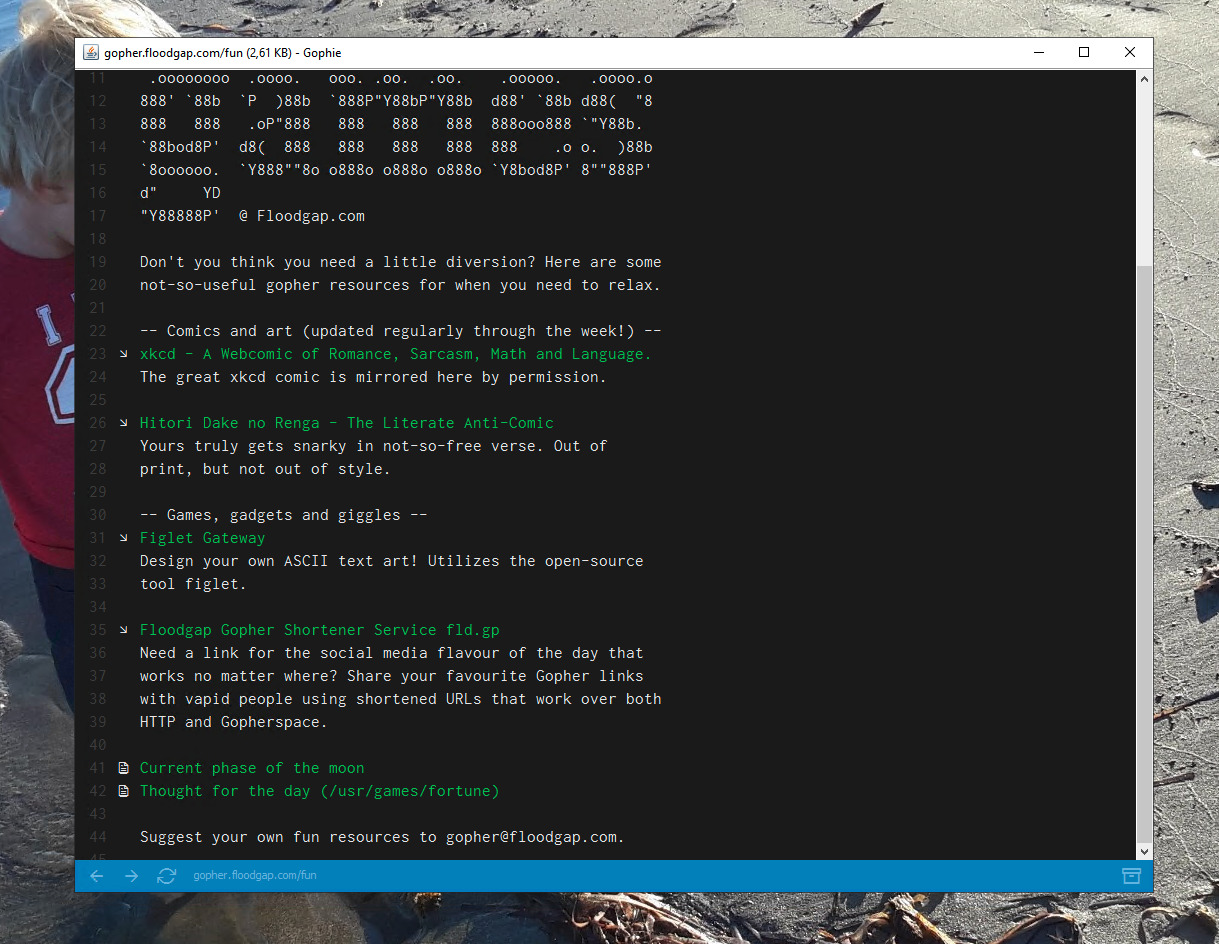 gopher.floodgap.com/fun (2,61 KB) - Gophie
11 .oooooooo .oooo. ooo. .oo. .oo. .ooooo. .oooo.o
12 888' `88b `P )88b `888P"Y88bP"Y88b d88' `88b d88( "8
13 888 888 .oP"888 888 888 888 888ooo888 `"Y88b.
14 `88bod8P' d8( 888 888 888 888 888 .o o. )88b
15 `8oooooo. `Y888""8o o888o o888o o888o `Y8bod8P' 8""888P'
16 d" YD
17 "Y88888P' @ Floodgap.com
18
19 Don't you think you need a little diversion? Here are some
20 not-so-useful gopher resources for when you need to relax.
21
22 -- Comics and art (updated regularly through the week!) --
23 xkcd - A Webcomic of Romance, Sarcasm, Math and Language.
24 The great xkcd comic is mirrored here by permission.
25
26 Hitori Dake no Renga - The Literate Anti-Comic
27 Yours truly gets snarky in not-so-free verse. Out of
28 print, but not out of style.
29
30 -- Games, gadgets and giggles --
31 Figlet Gateway
32 Design your own ASCII text art! Utilizes the open-source
33 tool figlet.
34
35 Floodgap Gopher Shortener Service fld.gp
36 Need a link for the social media flavour of the day that
37 works no matter where? Share your favourite Gopher links
38 with vapid people using shortened URLs that work over both
39 HTTP and Gopherspace.
40
41 Current phase of the moon
42 Thought for the day (/usr/games/fortune)
43
44 Suggest your own fun resources to gopher@floodgap.com.
45
gopher.floodgap.com/fun